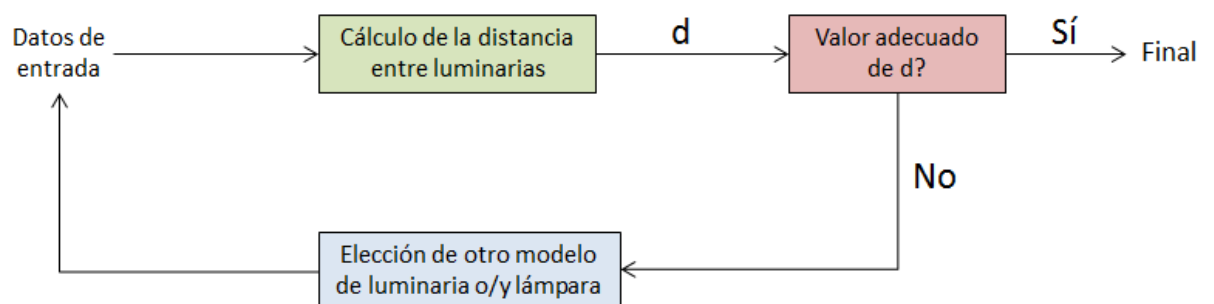 Datos de
entrada
Cálculo de la distancia
entre luminarias
d
Valor adecuado
de d?
Sí
Final
No
Elección de otro modelo
de luminaria o/y lámpara